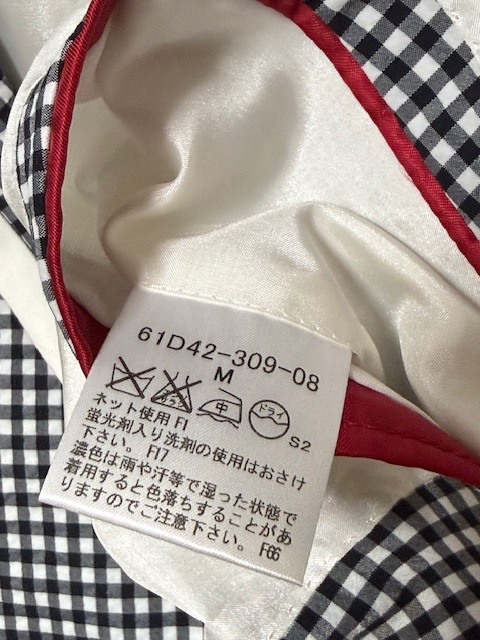 61D42-309-08
M
中 ドライ
S2
ネット使用 F1
蛍光剤入り洗剤の使用はおさけ
下さい。 F17
濃色は雨や汗等で湿った状態で
着用すると色落ちすることがあ
りますのでご注意下さい。 F66